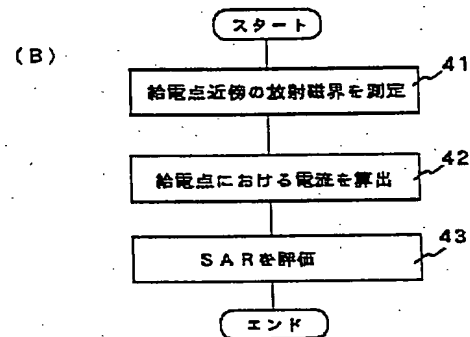 (B)
スタート
給電点近傍の放射磁界を測定
41
給電点における電流を算出
42
SARを評価
43
エンド